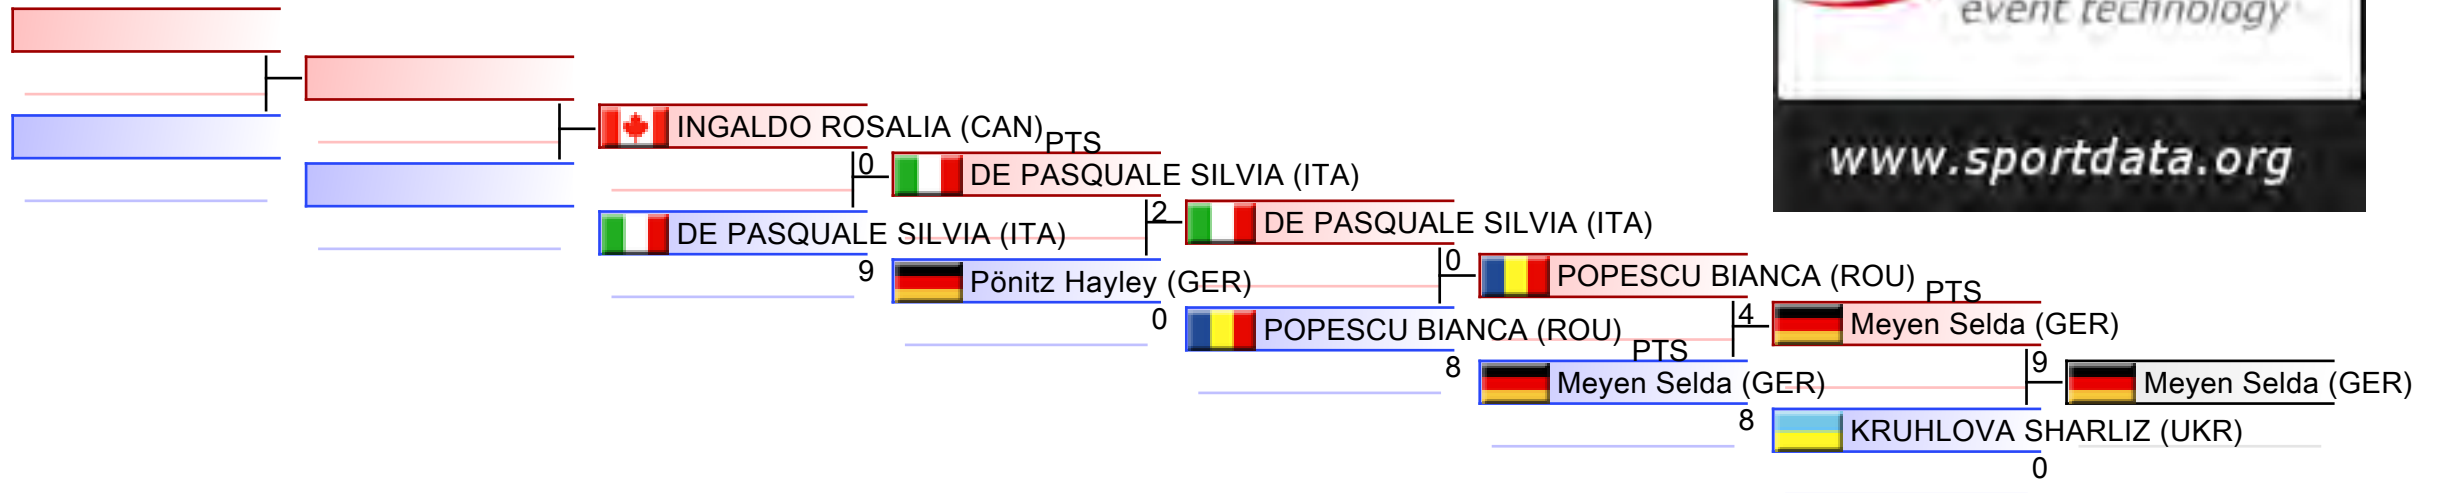 event technology
www.sportdata.org
INGALDO ROSALIA (CAN)
PTS
0
DE PASQUALE SILVIA (ITA)
9
DE PASQUALE SILVIA (ITA)
2
Pönitz Hayley (GER)
0
DE PASQUALE SILVIA (ITA)
0
POPESCU BIANCA (ROU)
8
POPESCU BIANCA (ROU)
PTS
4
PTS
Meyen Selda (GER)
8
Meyen Selda (GER)
9
KRUHLOVA SHARLIZ (UKR)
0
Meyen Selda (GER)